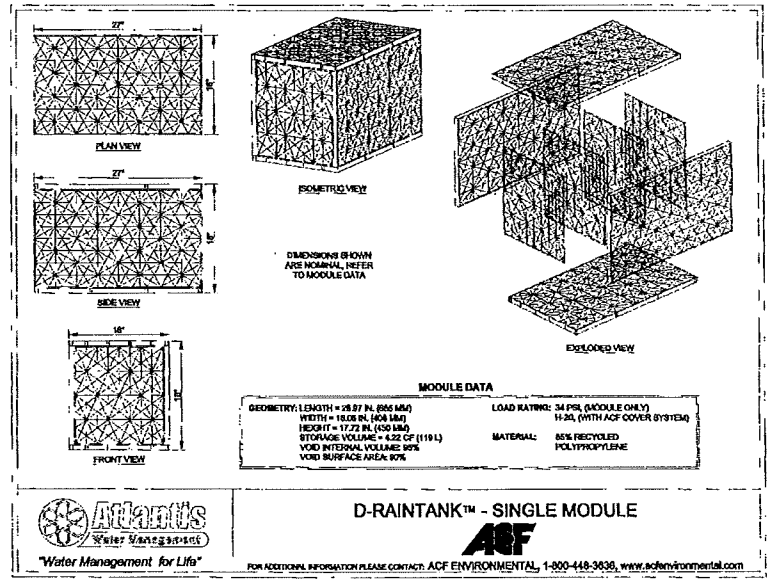 27"
16"
PLAN VIEW
27"
18"
SIDE VIEW
16"
18"
FRONT VIEW
ISOMETRIC VIEW
DIMENSIONS SHOWN
ARE NOMINAL, REFER
TO MODULE DATA
EXPLODED VIEW
MODULE DATA
GEOMETRY: LENGTH = 26.97 IN. (685 MM)
WIDTH = 16.06 IN. (408 MM)
HEIGHT = 17.72 IN. (450 MM)
STORAGE VOLUME = 4.22 CF (119 L)
VOID INTERNAL VOLUME: 95%
VOID SURFACE AREA: 90%
LOAD RATING: 34 PSI, (MODULE ONLY)
H-20, (WITH ACF COVER SYSTEM)
MATERIAL: 85% RECYCLED
POLYPROPYLENE
Atlantis
Water Management
"Water Management for Life"
D-RAINTANK™ - SINGLE MODULE
ACF
FOR ADDITIONAL INFORMATION PLEASE CONTACT: ACF ENVIRONMENTAL, 1-800-448-3636, www.acfenvironmental.com